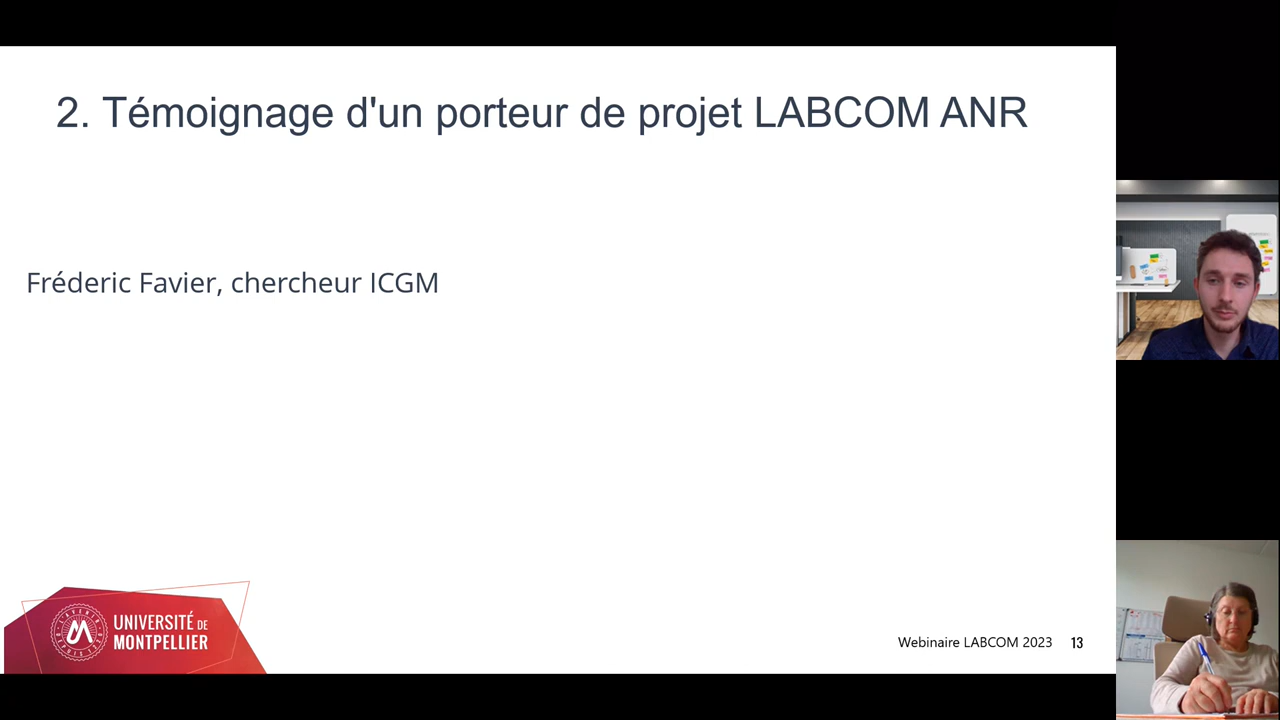 2. Témoignage d'un porteur de projet LABCOM ANR
Fréderic Favier, chercheur ICGM
UNIVERSITÉ DE
MONTPELLIER
Webinaire LABCOM 2023 13